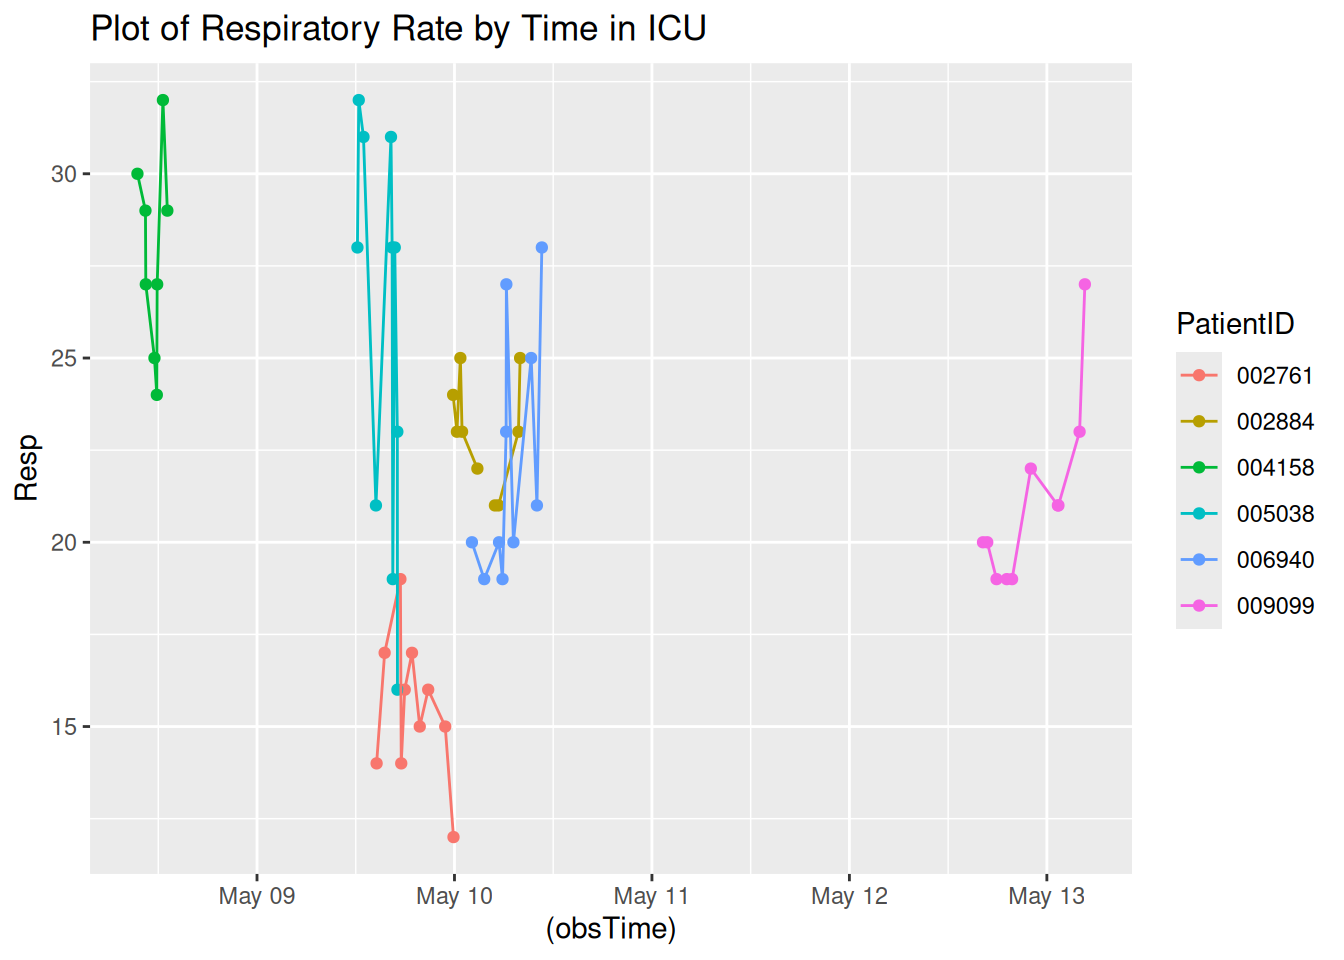 Plot of Respiratory Rate by Time in ICU
30
25
20
15
Resp
May 09
May 10
May 11
May 12
May 13
(obsTime)
PatientID
002761
002884
004158
005038
006940
009099